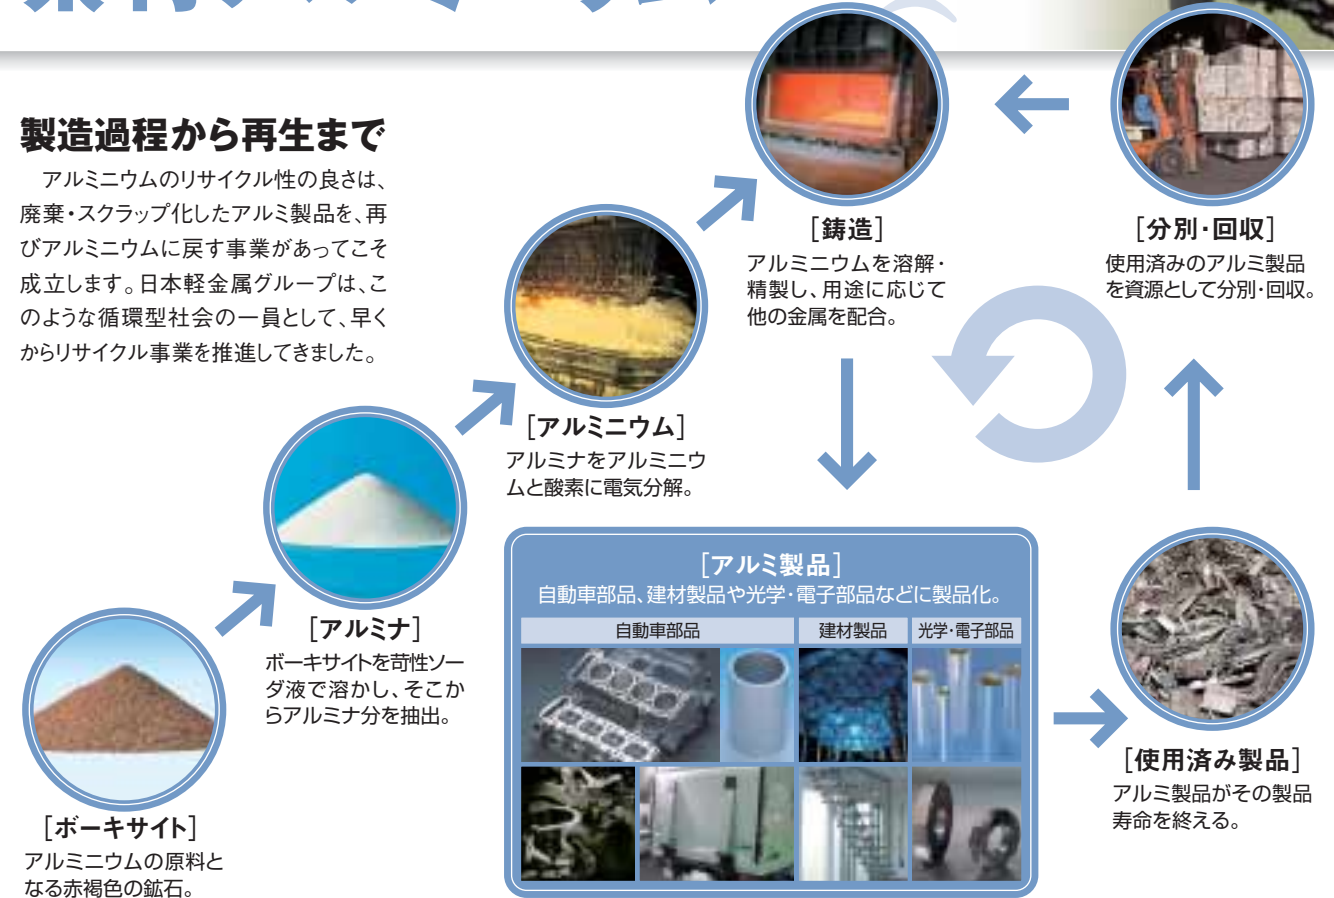 製造過程から再生まで
アルミニウムのリサイクル性の良さは、
廃棄・スクラップ化したアルミ製品を、再
びアルミニウムに戻す事業があってこそ
成立します。日本軽金属グループは、こ
のような循環型社会の一員として、早く
からリサイクル事業を推進してきました。
[ボーキサイト]
アルミニウムの原料と
なる赤褐色の鉱石。
[アルミナ]
ボーキサイトを苛性ソー
ダ液で溶かし、そこか
らアルミナ分を抽出。
[アルミニウム]
アルミナをアルミニウ
ムと酸素に電気分解。
[鋳造]
アルミニウムを溶解・
精製し、用途に応じて
他の金属を配合。
[アルミ製品]
自動車部品、建材製品や光学・電子部品などに製品化。
自動車部品
建材製品
光学・電子部品
[使用済み製品]
アルミ製品がその製品
寿命を終える。
[分別・回収]
使用済みのアルミ製品
を資源として分別・回収。